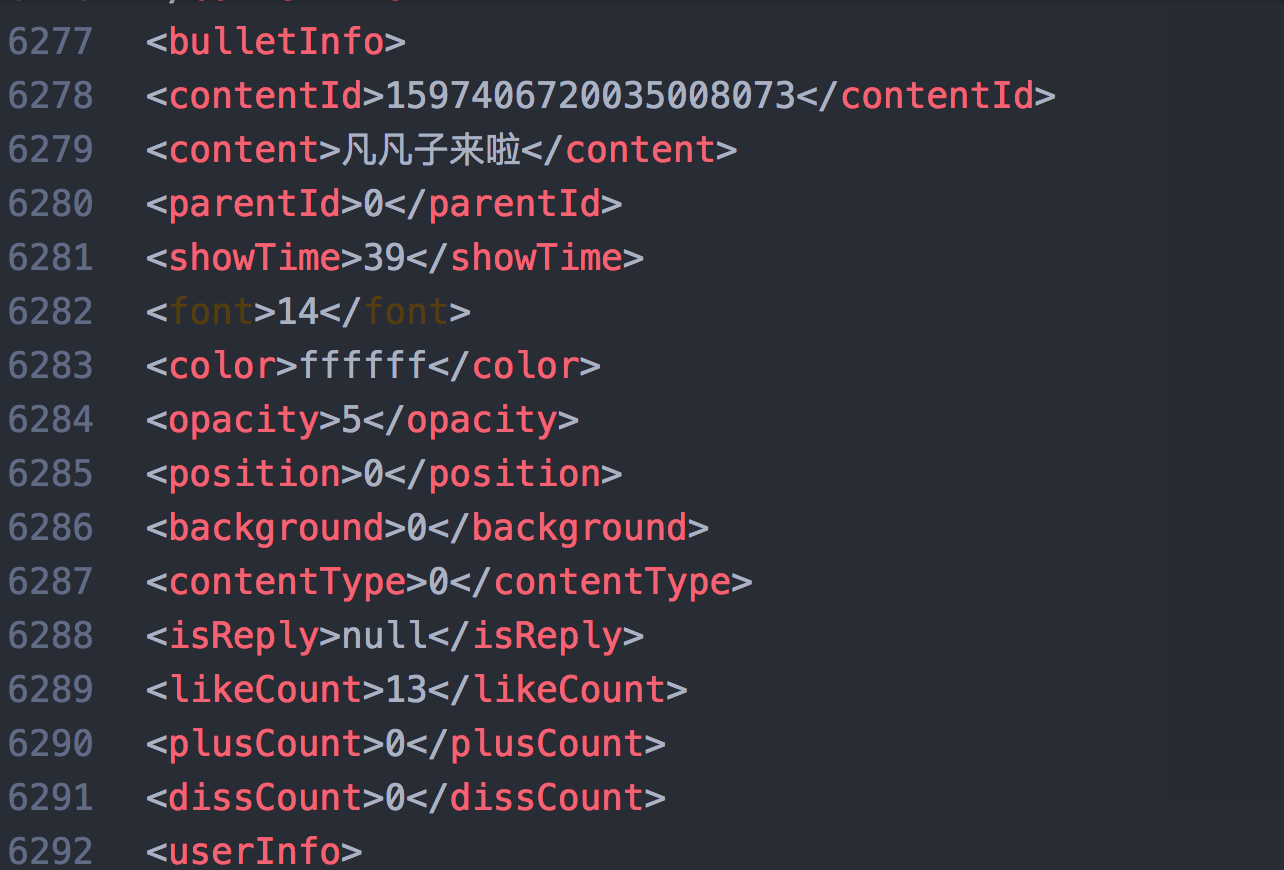 6277 <bulletInfo>
6278 <contentId>1597406720035008073</contentId>
6279 <content>凡凡子来啦</content>
6280 <parentId>0</parentId>
6281 <showTime>39</showTime>
6282 <font>14</font>
6283 <color>ffffff</color>
6284 <opacity>5</opacity>
6285 <position>0</position>
6286 <background>0</background>
6287 <contentType>0</contentType>
6288 <isReply>null</isReply>
6289 <likeCount>13</likeCount>
6290 <plusCount>0</plusCount>
6291 <dissCount>0</dissCount>
6292 <userInfo>